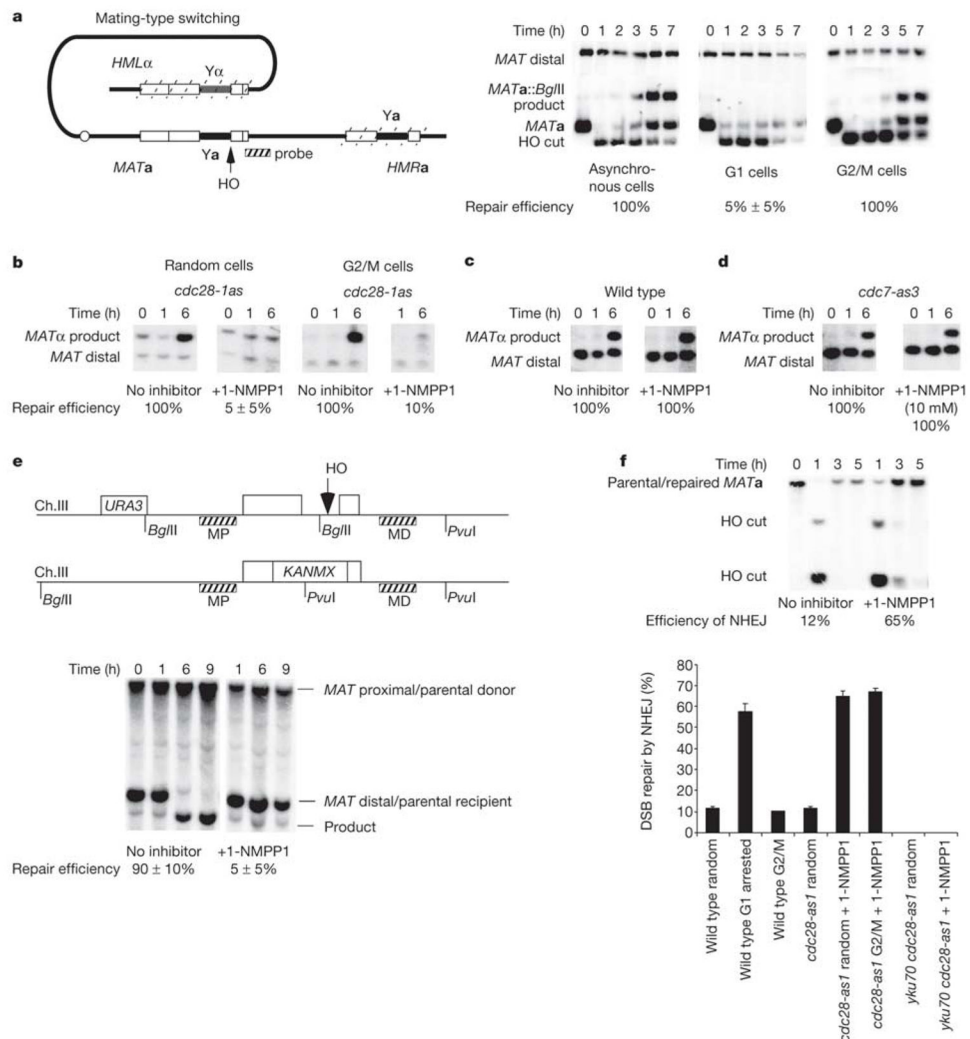 a
Mating-type switching
HMLα
Yα
Ya
MATa
Ya
HO
probe
HMRa
Time (h) 0 1 2 3 5 7 0 1 2 3 5 7 0 1 2 3 5 7
MAT distal
MATa::BglII
product
MATa
HO cut
Asynchro-
nous cells
G1 cells
G2/M cells
Repair efficiency 100% 5% ± 5% 100%
b
Random cells G2/M cells
cdc28-1as cdc28-1as
Time (h) 0 1 6 0 1 6 0 1 6 1 6
MATα product
MAT distal
No inhibitor +1-NMPP1 No inhibitor +1-NMPP1
Repair efficiency 100% 5 ± 5% 100% 10%
c
Wild type
Time (h) 0 1 6 0 1 6
MATα product
MAT distal
No inhibitor +1-NMPP1
100% 100%
d
cdc7-as3
Time (h) 0 1 6 0 1 6
MATα product
MAT distal
No inhibitor +1-NMPP1
100% (10 mM)
100%
e
HO
Ch.III URA3
BglII MP BglII MD PvuI
Ch.III KANMX
BglII MP PvuI MD PvuI
Time (h) 0 1 6 9 1 6 9
MAT proximal/parental donor
MAT distal/parental recipient
Product
No inhibitor +1-NMPP1
Repair efficiency 90 ± 10% 5 ± 5%
f
Time (h) 0 1 3 5 1 3 5
Parental/repaired MATa
HO cut
HO cut
No inhibitor +1-NMPP1
Efficiency of NHEJ 12% 65%
DSB repair by NHEJ (%)
80
70
60
50
40
30
20
10
0
Wild type random
Wild type G1 arrested
Wild type G2/M
cdc28-as1 random
cdc28-as1 random + 1-NMPP1
cdc28-as1 G2/M + 1-NMPP1
yku70 cdc28-as1 random
yku70 cdc28-as1 + 1-NMPP1